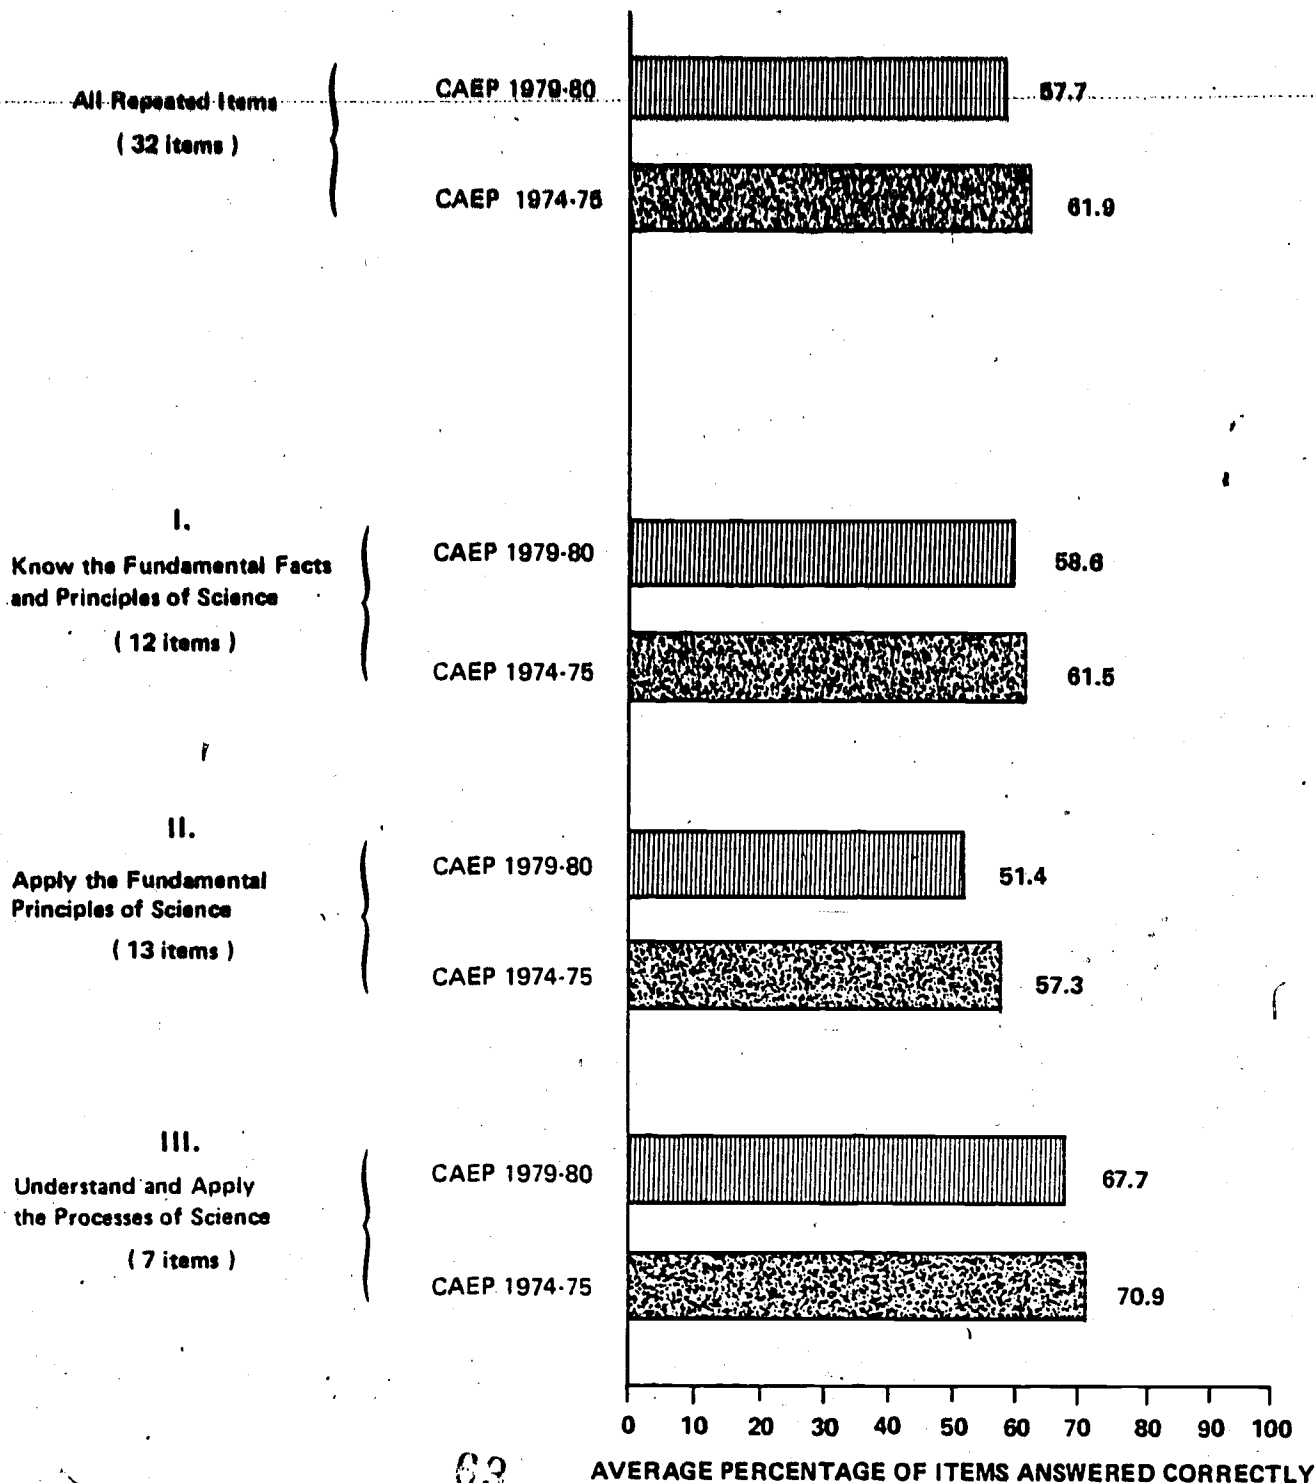 All Repeated Items
( 32 items )
CAEP 1979-80
57.7
CAEP 1974-75
61.9
I.
Know the Fundamental Facts
and Principles of Science
( 12 items )
CAEP 1979-80
58.6
CAEP 1974-75
61.5
II.
Apply the Fundamental
Principles of Science
( 13 items )
CAEP 1979-80
51.4
CAEP 1974-75
57.3
III.
Understand and Apply
the Processes of Science
( 7 items )
CAEP 1979-80
67.7
CAEP 1974-75
70.9
0 10 20 30 40 50 60 70 80 90 100
AVERAGE PERCENTAGE OF ITEMS ANSWERED CORRECTLY